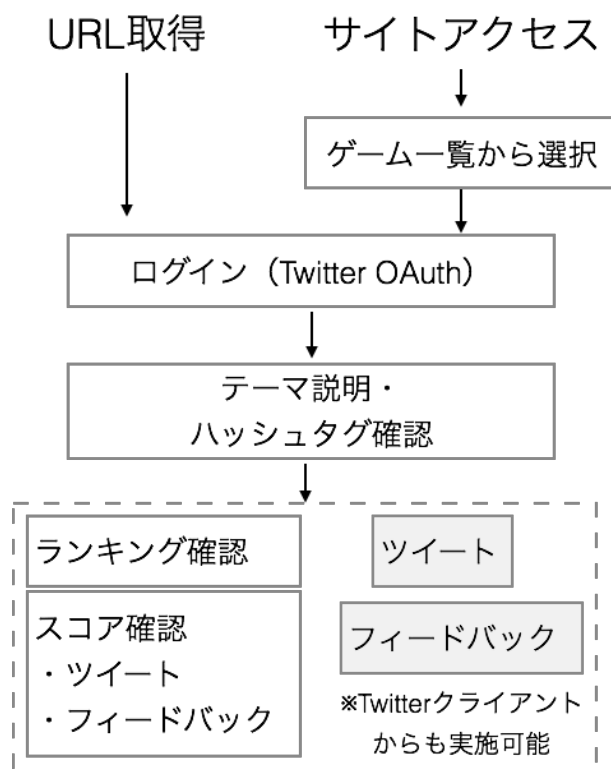 URL取得
サイトアクセス
ゲーム一覧から選択
ログイン（Twitter OAuth）
テーマ説明・
ハッシュタグ確認
ランキング確認
スコア確認
・ツイート
・フィードバック
ツイート
フィードバック
※Twitterクライアント
からも実施可能